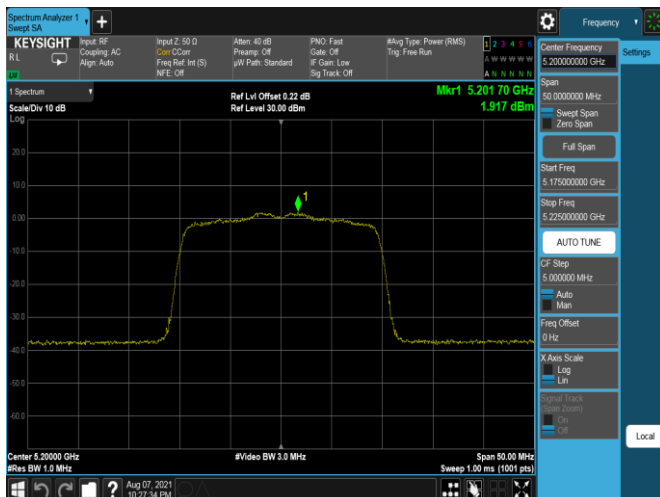 Spectrum Analyzer 1
Swept SA
Frequency
KEYSIGHT
R L
Input: RF
Coupling: AC
Align: Auto
Input Z: 50 Ω
Corr CCorr
Freq Ref: Int (S)
NFE: Off
Atten: 40 dB
Preamp: Off
µW Path: Standard
PNO: Fast
Gate: Off
IF Gain: Low
Sig Track: Off
#Avg Type: Power (RMS)
Trig: Free Run
1 2 3 4 5 6
A W W W W W
A N N N N N
1 Spectrum
Scale/Div 10 dB
Log
Ref Lvl Offset 0.22 dB
Ref Level 30.00 dBm
Mkr1 5.201 70 GHz
1.917 dBm
20.0
10.0
0.00
-10.0
-20.0
-30.0
-40.0
-50.0
-60.0
1
Center 5.20000 GHz
#Res BW 1.0 MHz
#Video BW 3.0 MHz
Span 50.00 MHz
Sweep 1.00 ms (1001 pts)
Center Frequency
5.200000000 GHz
Settings
Span
50.0000000 MHz
Swept Span
Zero Span
Full Span
Start Freq
5.175000000 GHz
Stop Freq
5.225000000 GHz
AUTO TUNE
CF Step
5.000000 MHz
Auto
Man
Freq Offset
0 Hz
X Axis Scale
Log
Lin
Signal Track
(Span Zoom)
On
Off
Local
?
Aug 07, 2021
10:27:34 PM